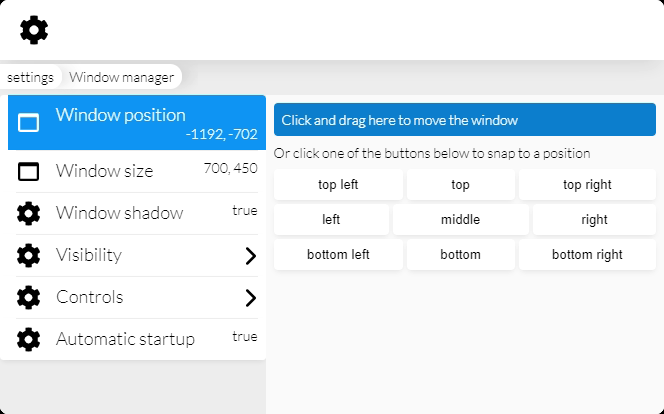 settings
Window manager
Window position
-1192, -702
Window size
700, 450
Window shadow
true
Visibility
Controls
Automatic startup
true
Click and drag here to move the window
Or click one of the buttons below to snap to a position
top left
top
top right
left
middle
right
bottom left
bottom
bottom right